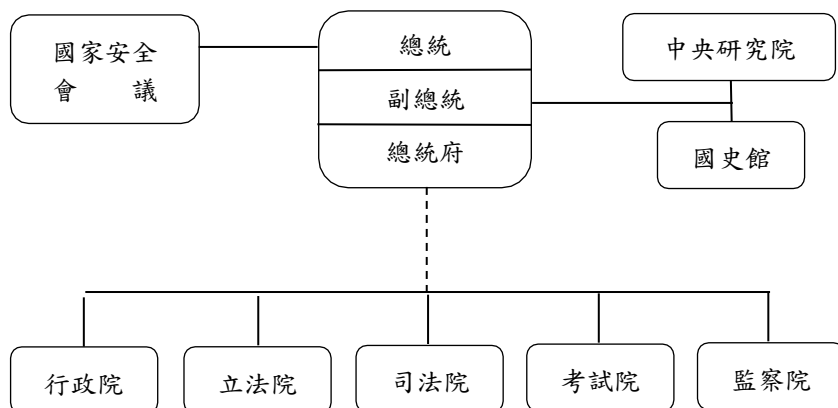 國家安全
會　議
總統
副總統
總統府
中央研究院
國史館
行政院
立法院
司法院
考試院
監察院